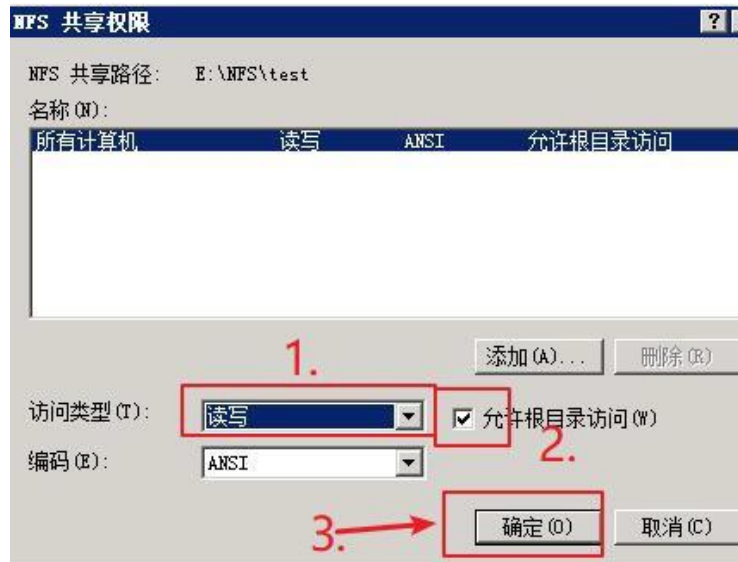 NFS 共享权限
NFS 共享路径: E:\NFS\test
名称(N):
所有计算机 读写 ANSI 允许根目录访问
添加(A)... 删除(R)
1.
访问类型(T): 读写 允许根目录访问(W)
2.
编码(E): ANSI
3. 确定(O) 取消(C)